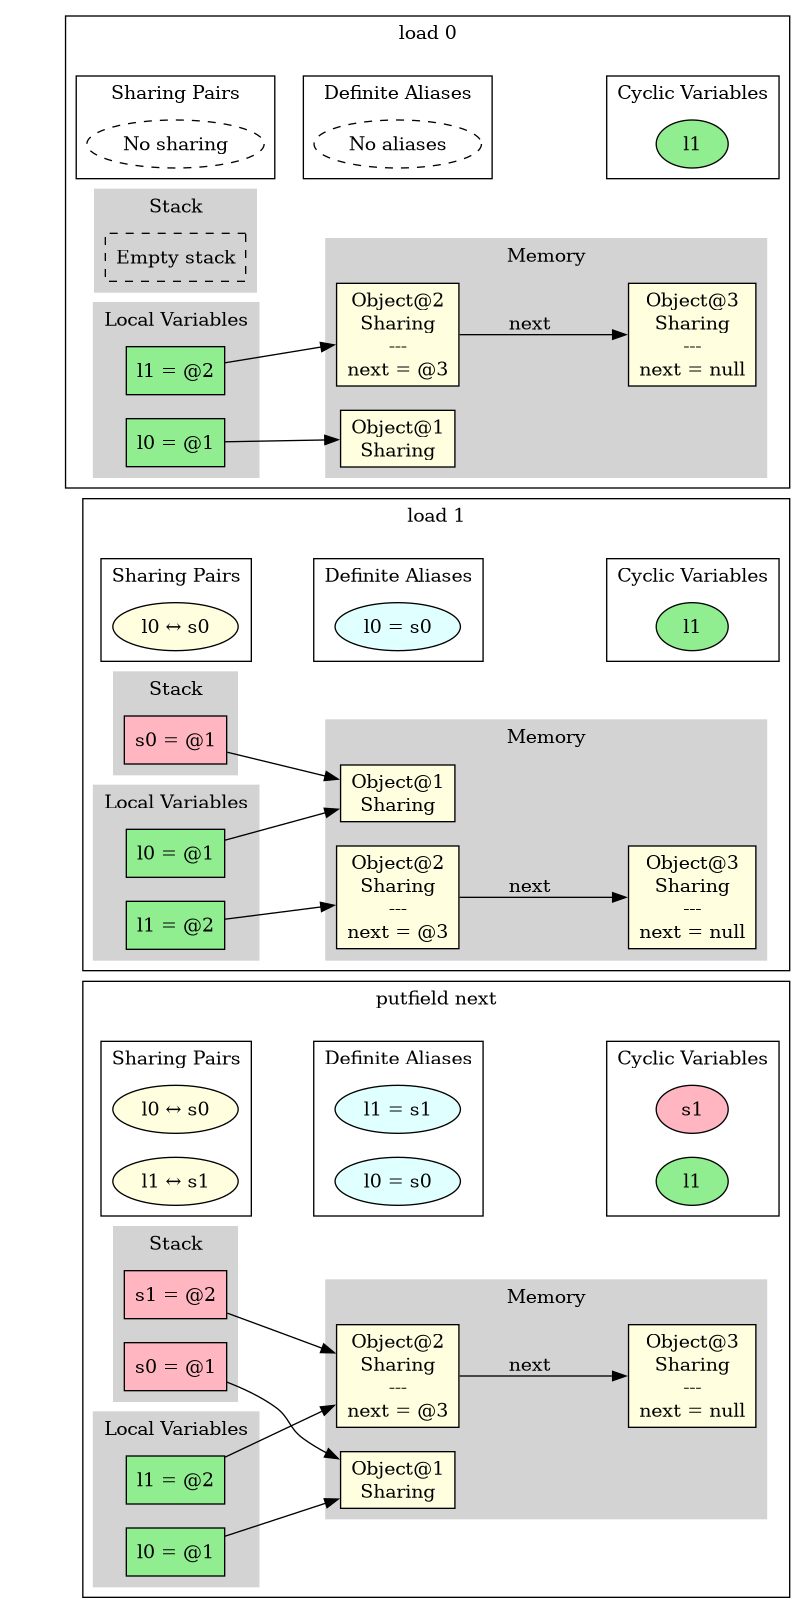 load 0
Sharing Pairs
No sharing
Definite Aliases
No aliases
Cyclic Variables
l1
Stack
Empty stack
Local Variables
l1 = @2
l0 = @1
Memory
Object@2
Sharing
---
next = @3
next
Object@3
Sharing
---
next = null
Object@1
Sharing
load 1
Sharing Pairs
l0 ↔ s0
Definite Aliases
l0 = s0
Cyclic Variables
l1
Stack
s0 = @1
Local Variables
l0 = @1
l1 = @2
Memory
Object@1
Sharing
Object@2
Sharing
---
next = @3
next
Object@3
Sharing
---
next = null
putfield next
Sharing Pairs
l0 ↔ s0
l1 ↔ s1
Definite Aliases
l1 = s1
l0 = s0
Cyclic Variables
s1
l1
Stack
s1 = @2
s0 = @1
Local Variables
l1 = @2
l0 = @1
Memory
Object@2
Sharing
---
next = @3
next
Object@3
Sharing
---
next = null
Object@1
Sharing